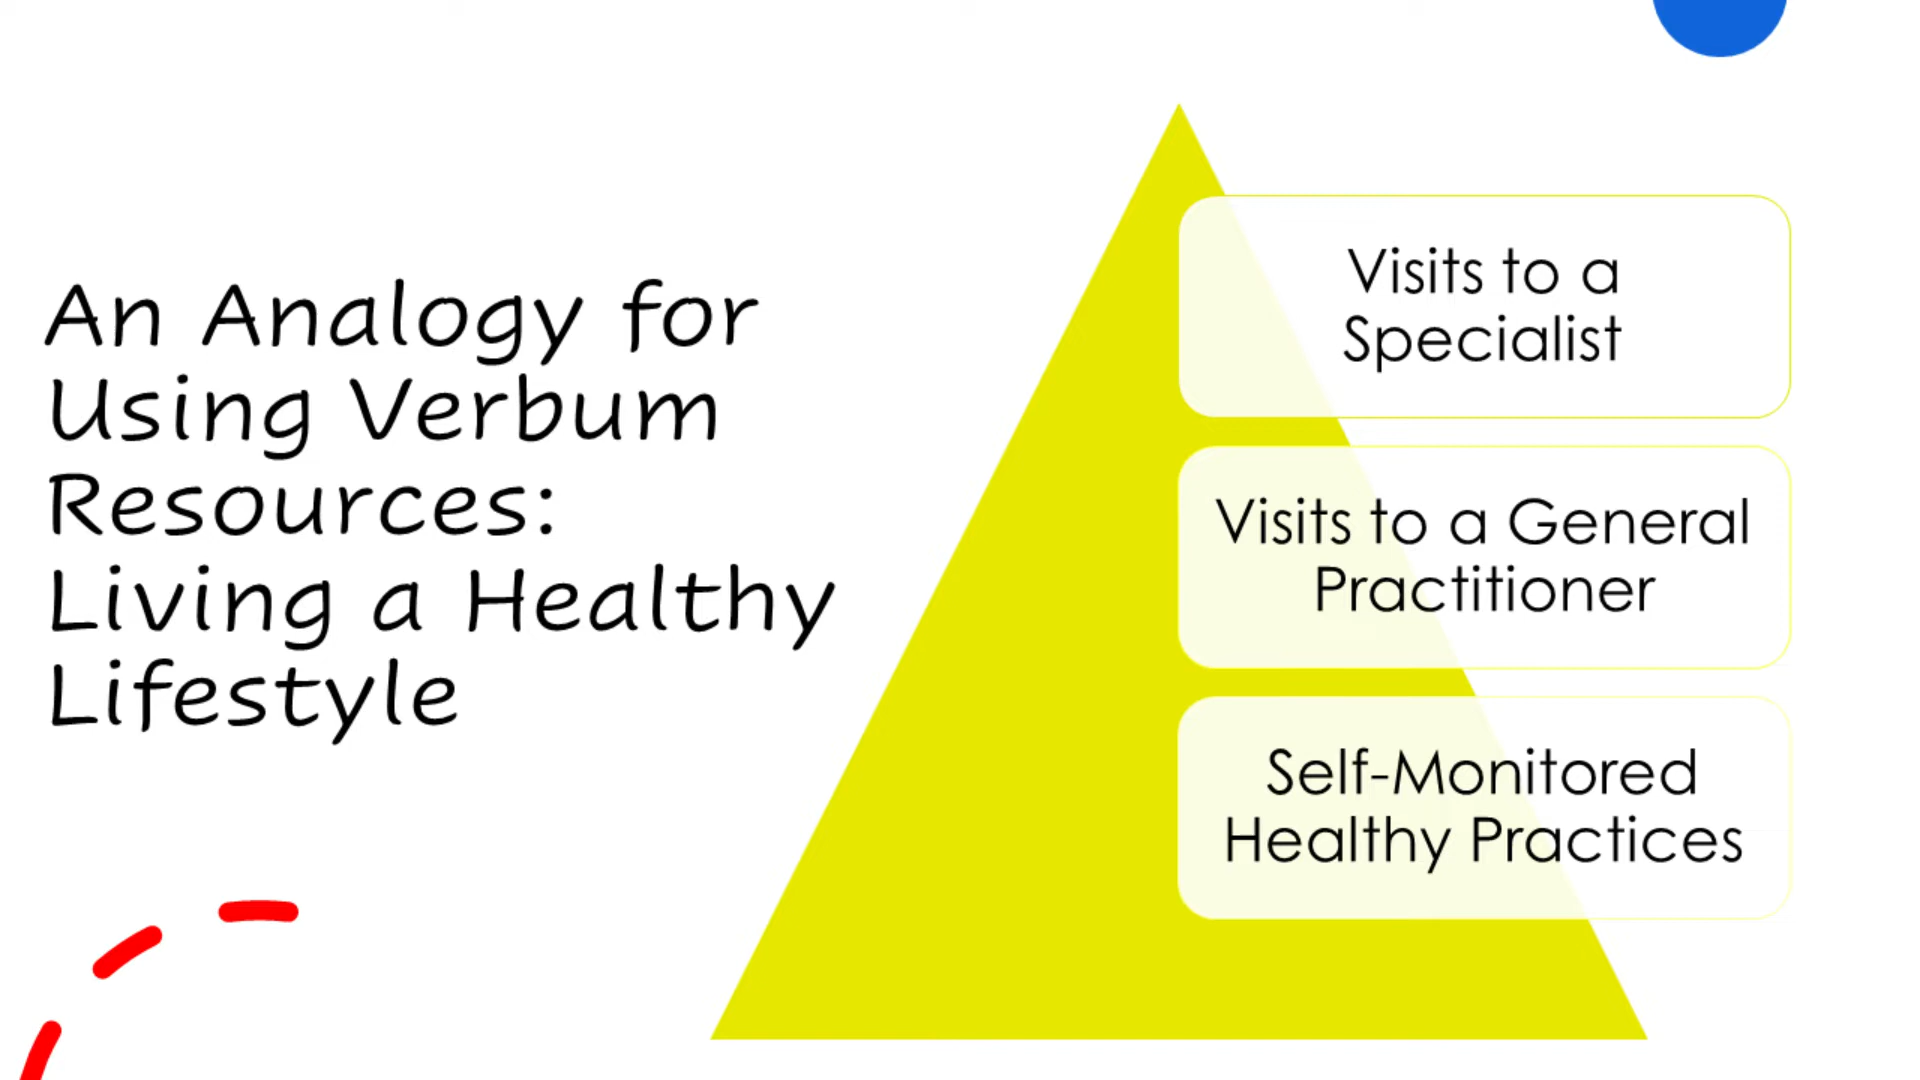 An Analogy for
Using Verbum
Resources:
Living a Healthy
Lifestyle
Visits to a
Specialist
Visits to a General
Practitioner
Self-Monitored
Healthy Practices